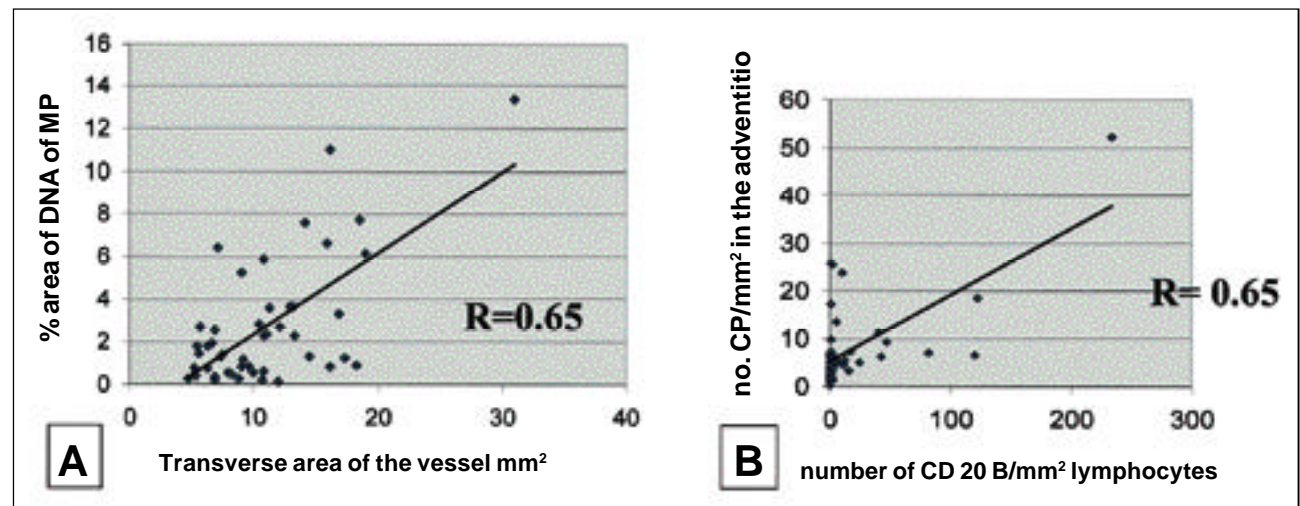 % area of DNA of MP
16
14
12
10
8
6
4
2
0
0 10 20 30 40
R=0.65
A
Transverse area of the vessel mm²
no. CP/mm² in the adventitio
60
50
40
30
20
10
0
0 100 200 300
R= 0.65
B
number of CD 20 B/mm² lymphocytes